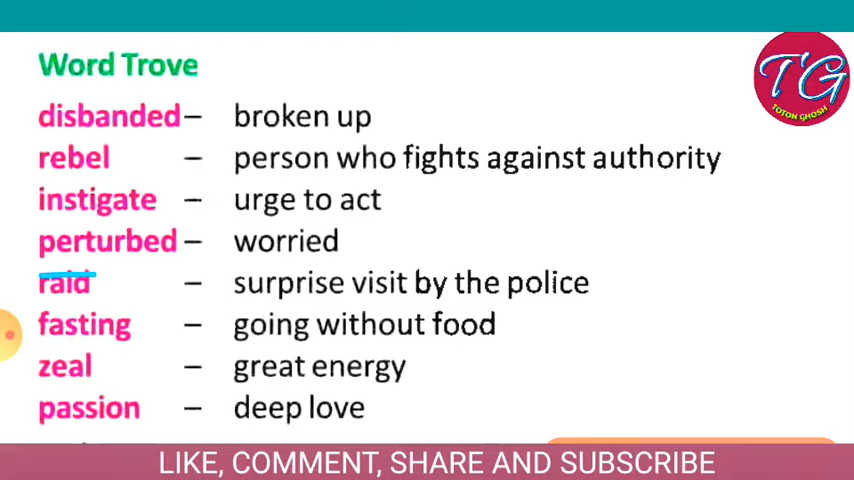 Word Trove
TG
TOTON GHOSH
disbanded – broken up
rebel – person who fights against authority
instigate – urge to act
perturbed – worried
raid – surprise visit by the police
fasting – going without food
zeal – great energy
passion – deep love
LIKE, COMMENT, SHARE AND SUBSCRIBE